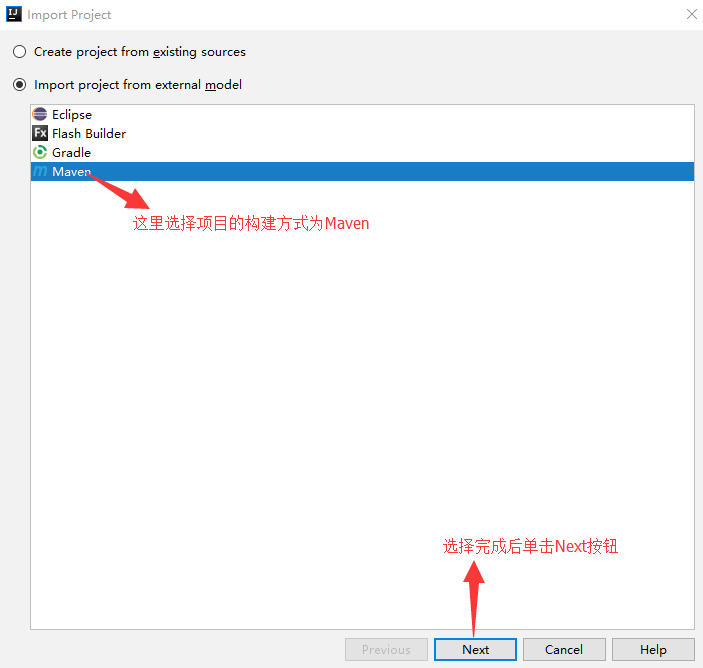 Import Project
Create project from existing sources
Import project from external model
Eclipse
Fx Flash Builder
Gradle
m Maven
这里选择项目的构建方式为Maven
选择完成后单击Next按钮
Previous Next Cancel Help